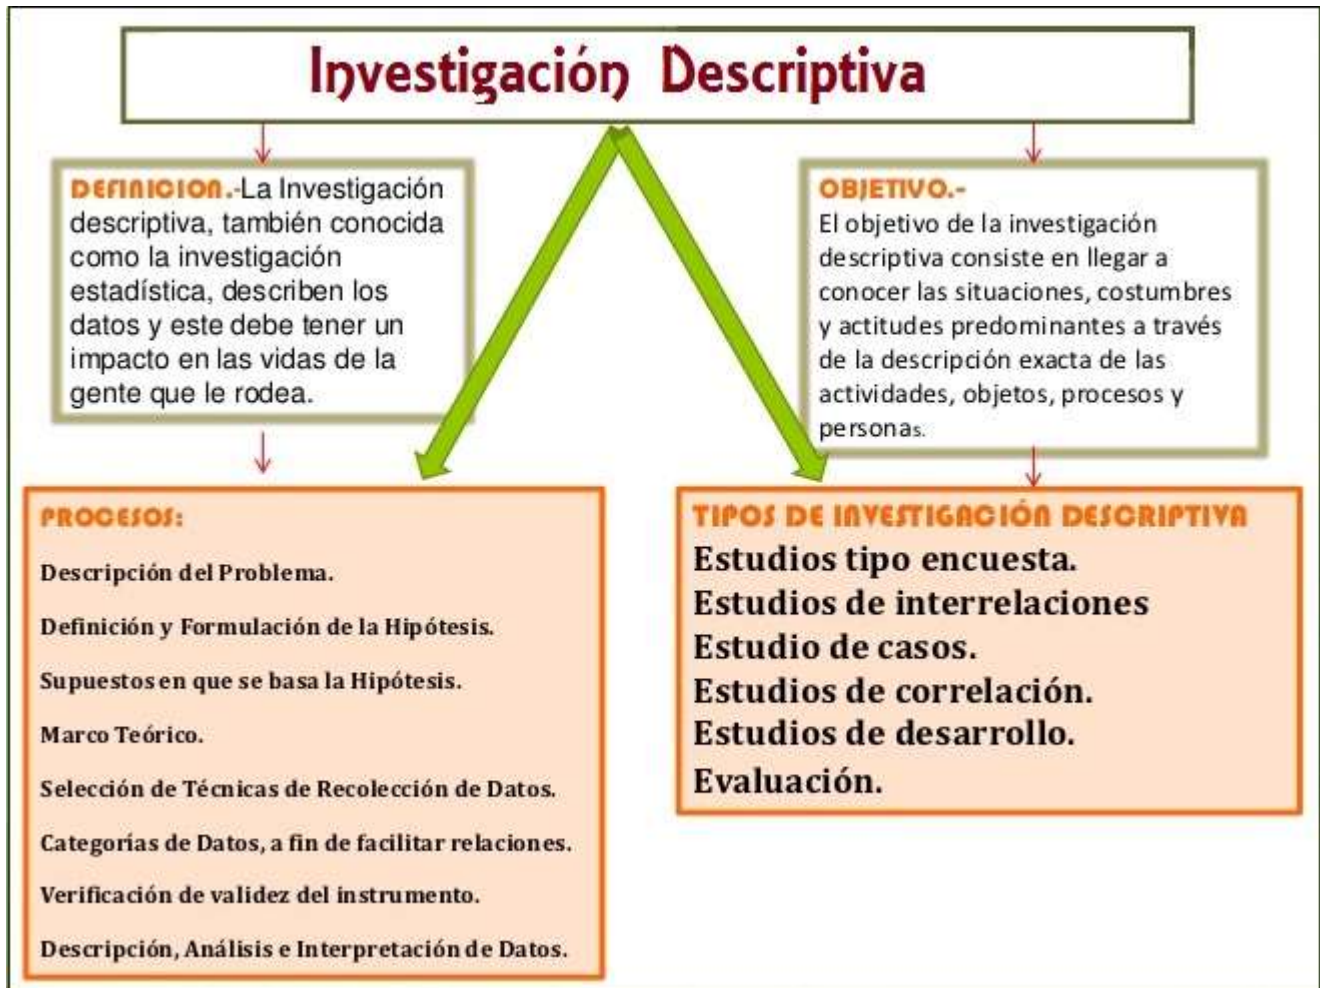 Investigación Descriptiva
DEFINICION.-La Investigación
descriptiva, también conocida
como la investigación
estadística, describen los
datos y este debe tener un
impacto en las vidas de la
gente que le rodea.
OBJETIVO.-
El objetivo de la investigación
descriptiva consiste en llegar a
conocer las situaciones, costumbres
y actitudes predominantes a través
de la descripción exacta de las
actividades, objetos, procesos y
personas.
PROCESOS:
Descripción del Problema.
Definición y Formulación de la Hipótesis.
Supuestos en que se basa la Hipótesis.
Marco Teórico.
Selección de Técnicas de Recolección de Datos.
Categorías de Datos, a fin de facilitar relaciones.
Verificación de validez del instrumento.
Descripción, Análisis e Interpretación de Datos.
TIPOS DE INVESTIGACIÓN DESCRIPTIVA
Estudios tipo encuesta.
Estudios de interrelaciones
Estudio de casos.
Estudios de correlación.
Estudios de desarrollo.
Evaluación.